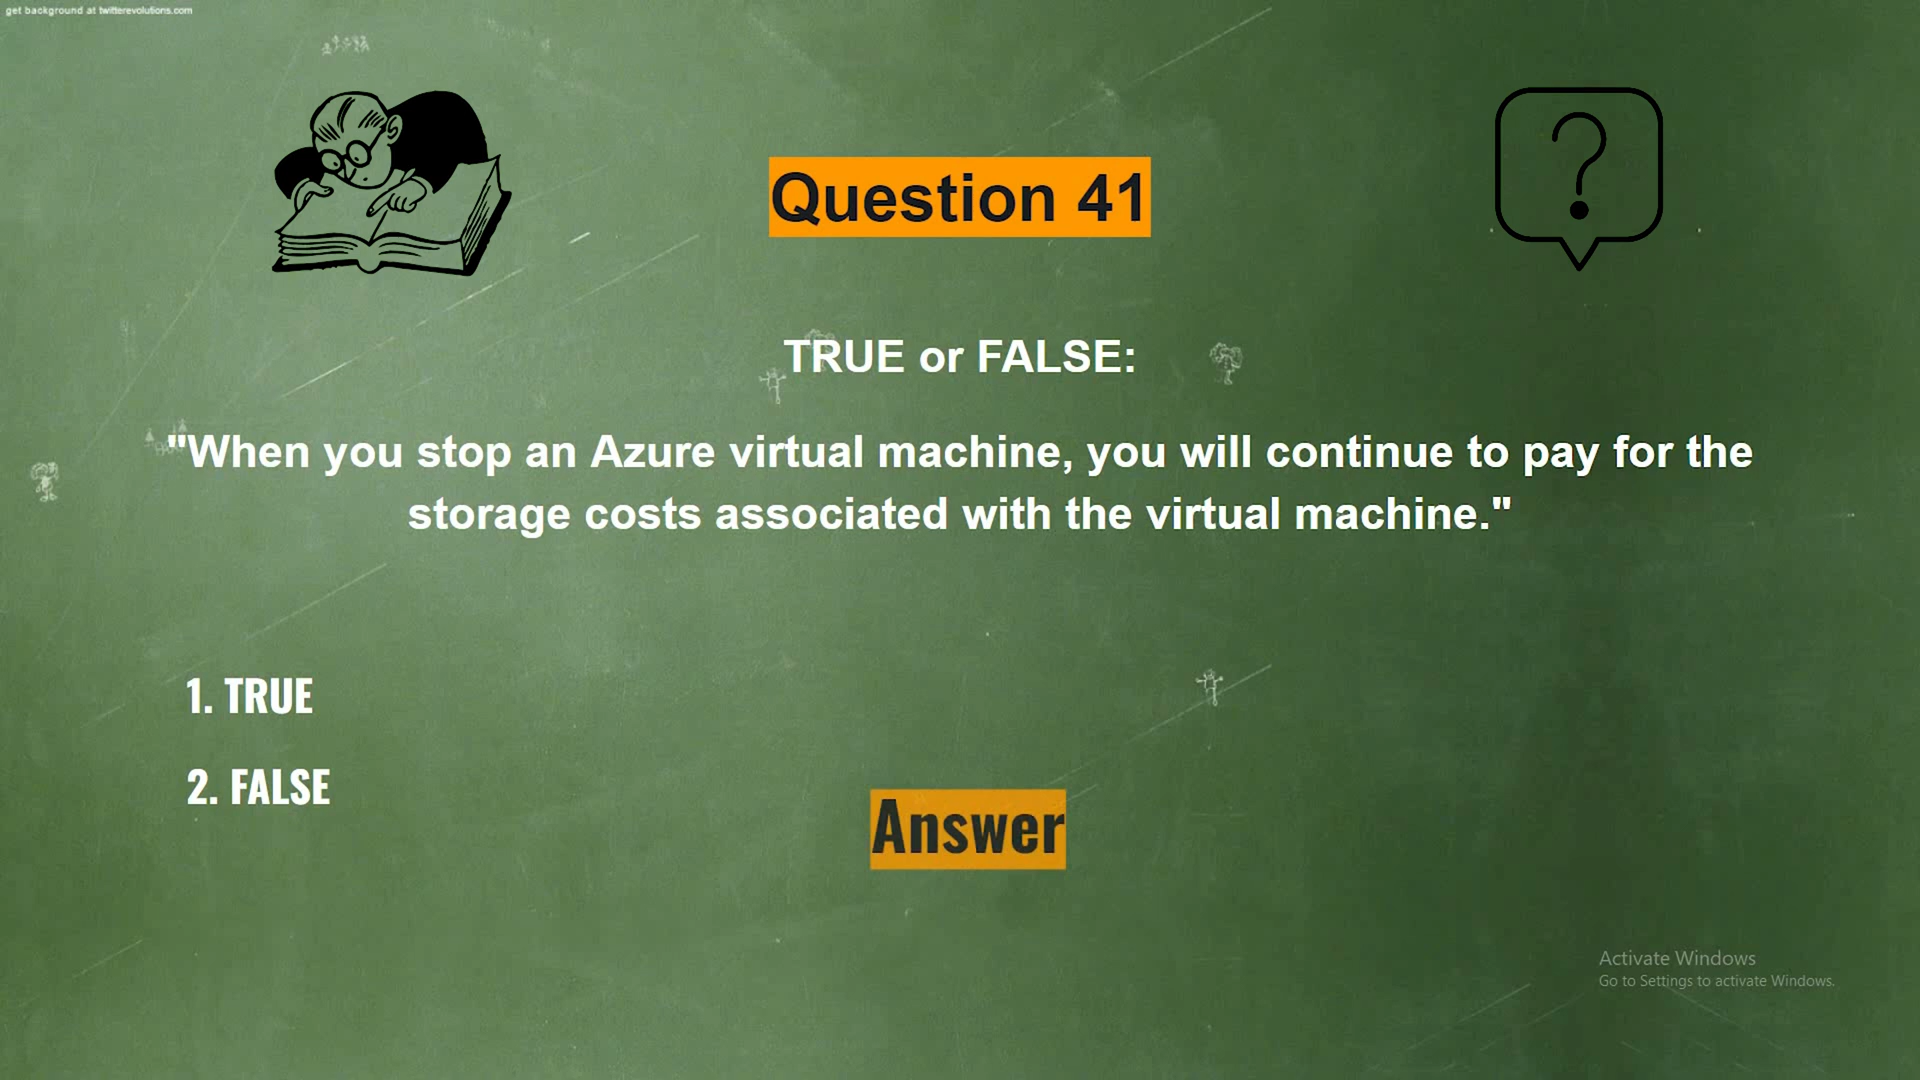 get background at twitterevolutions.com
Question 41
TRUE or FALSE:
"When you stop an Azure virtual machine, you will continue to pay for the
storage costs associated with the virtual machine."
1. TRUE
2. FALSE
Answer
Activate Windows
Go to Settings to activate Windows.